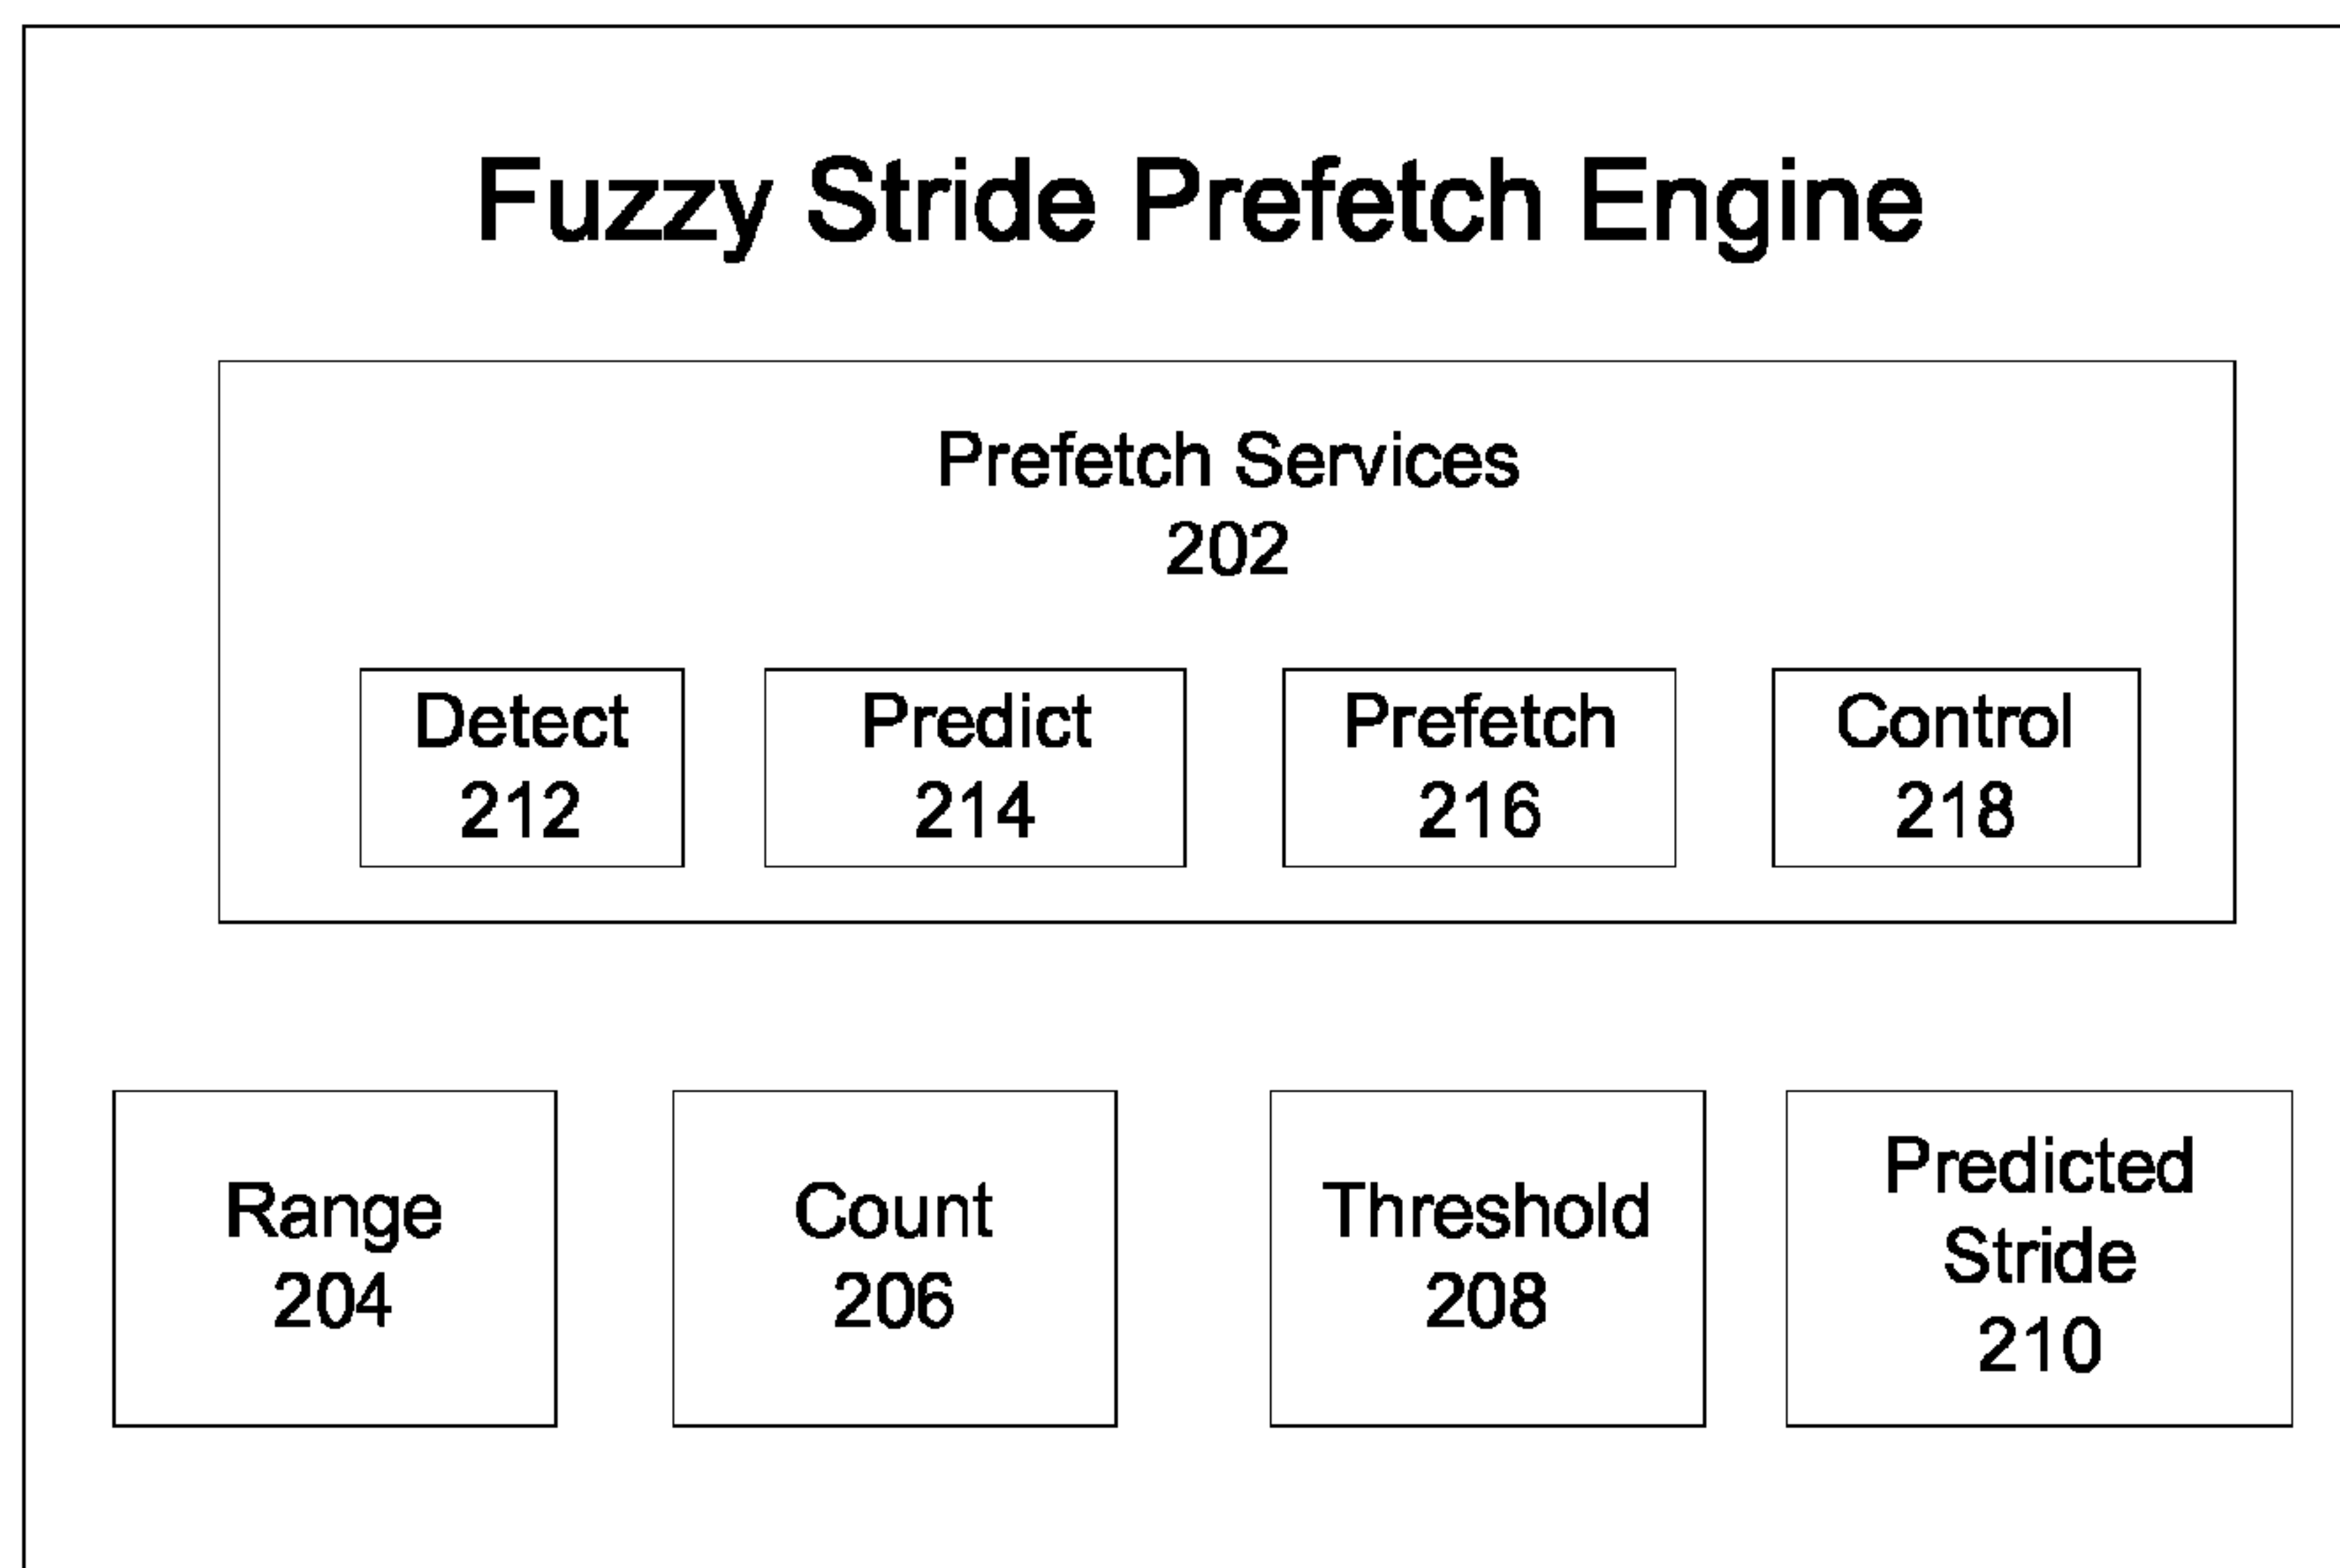 Fuzzy Stride Prefetch Engine
Prefetch Services
202
Detect
212
Predict
214
Prefetch
216
Control
218
Range
204
Count
206
Threshold
208
Predicted
Stride
210